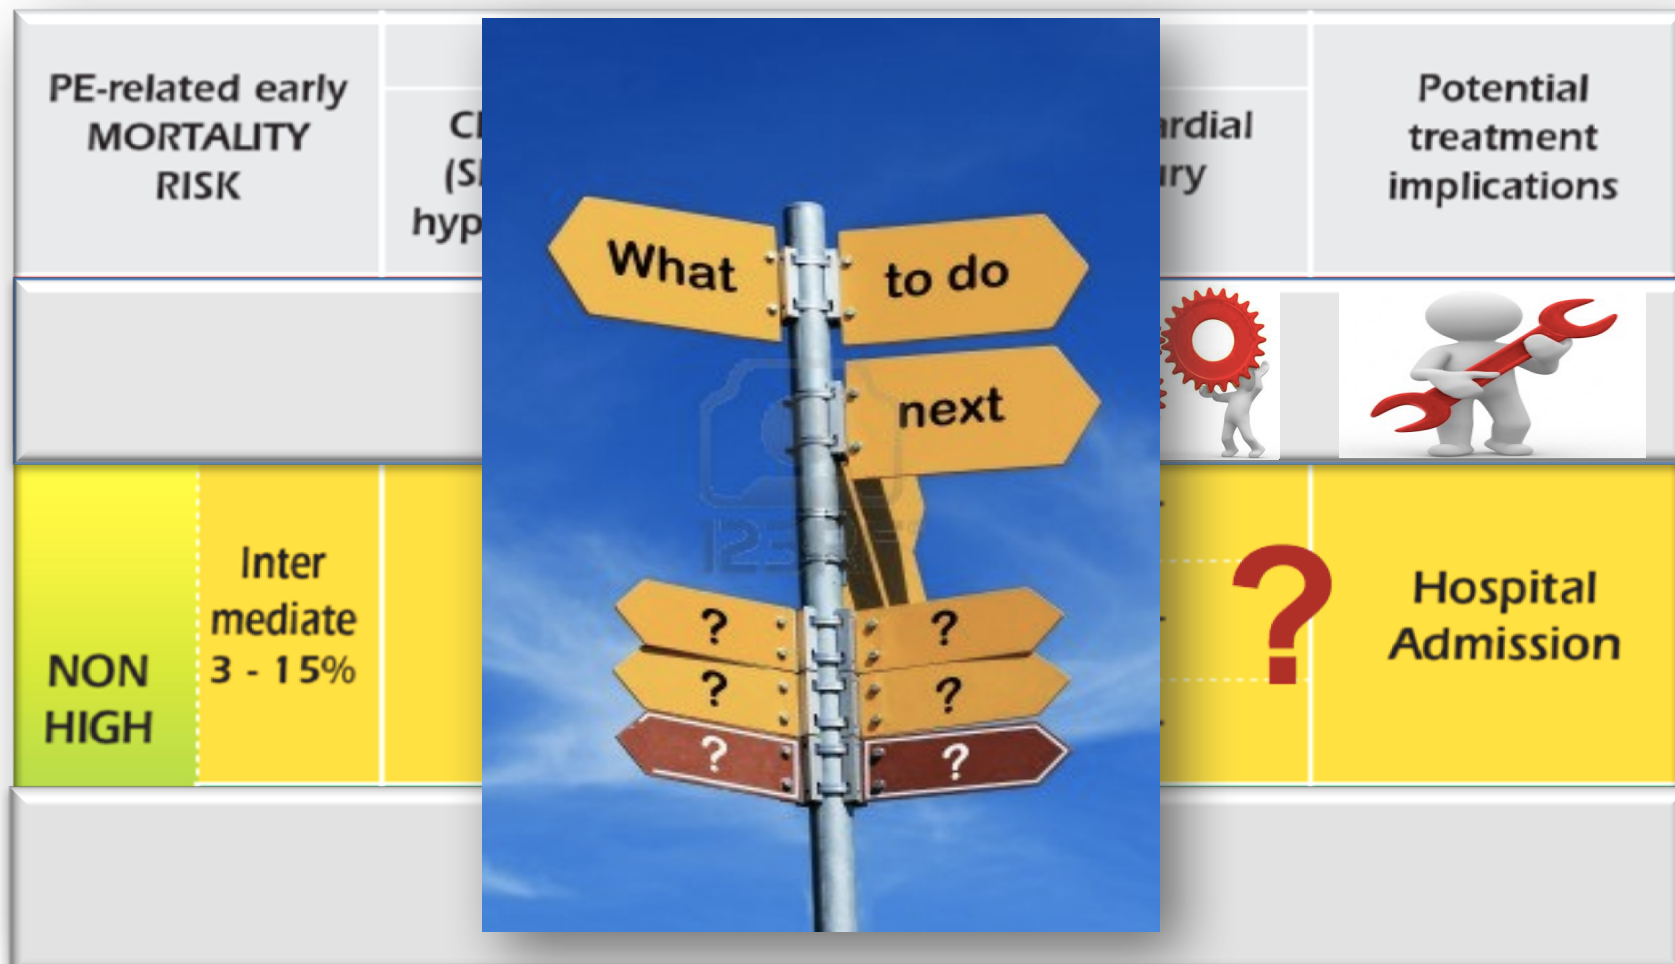 PE-related early
MORTALITY
RISK
Potential
treatment
implications
What
to do
next
?
?
?
?
?
?
?
NON
HIGH
Inter
mediate
3 - 15%
Hospital
Admission